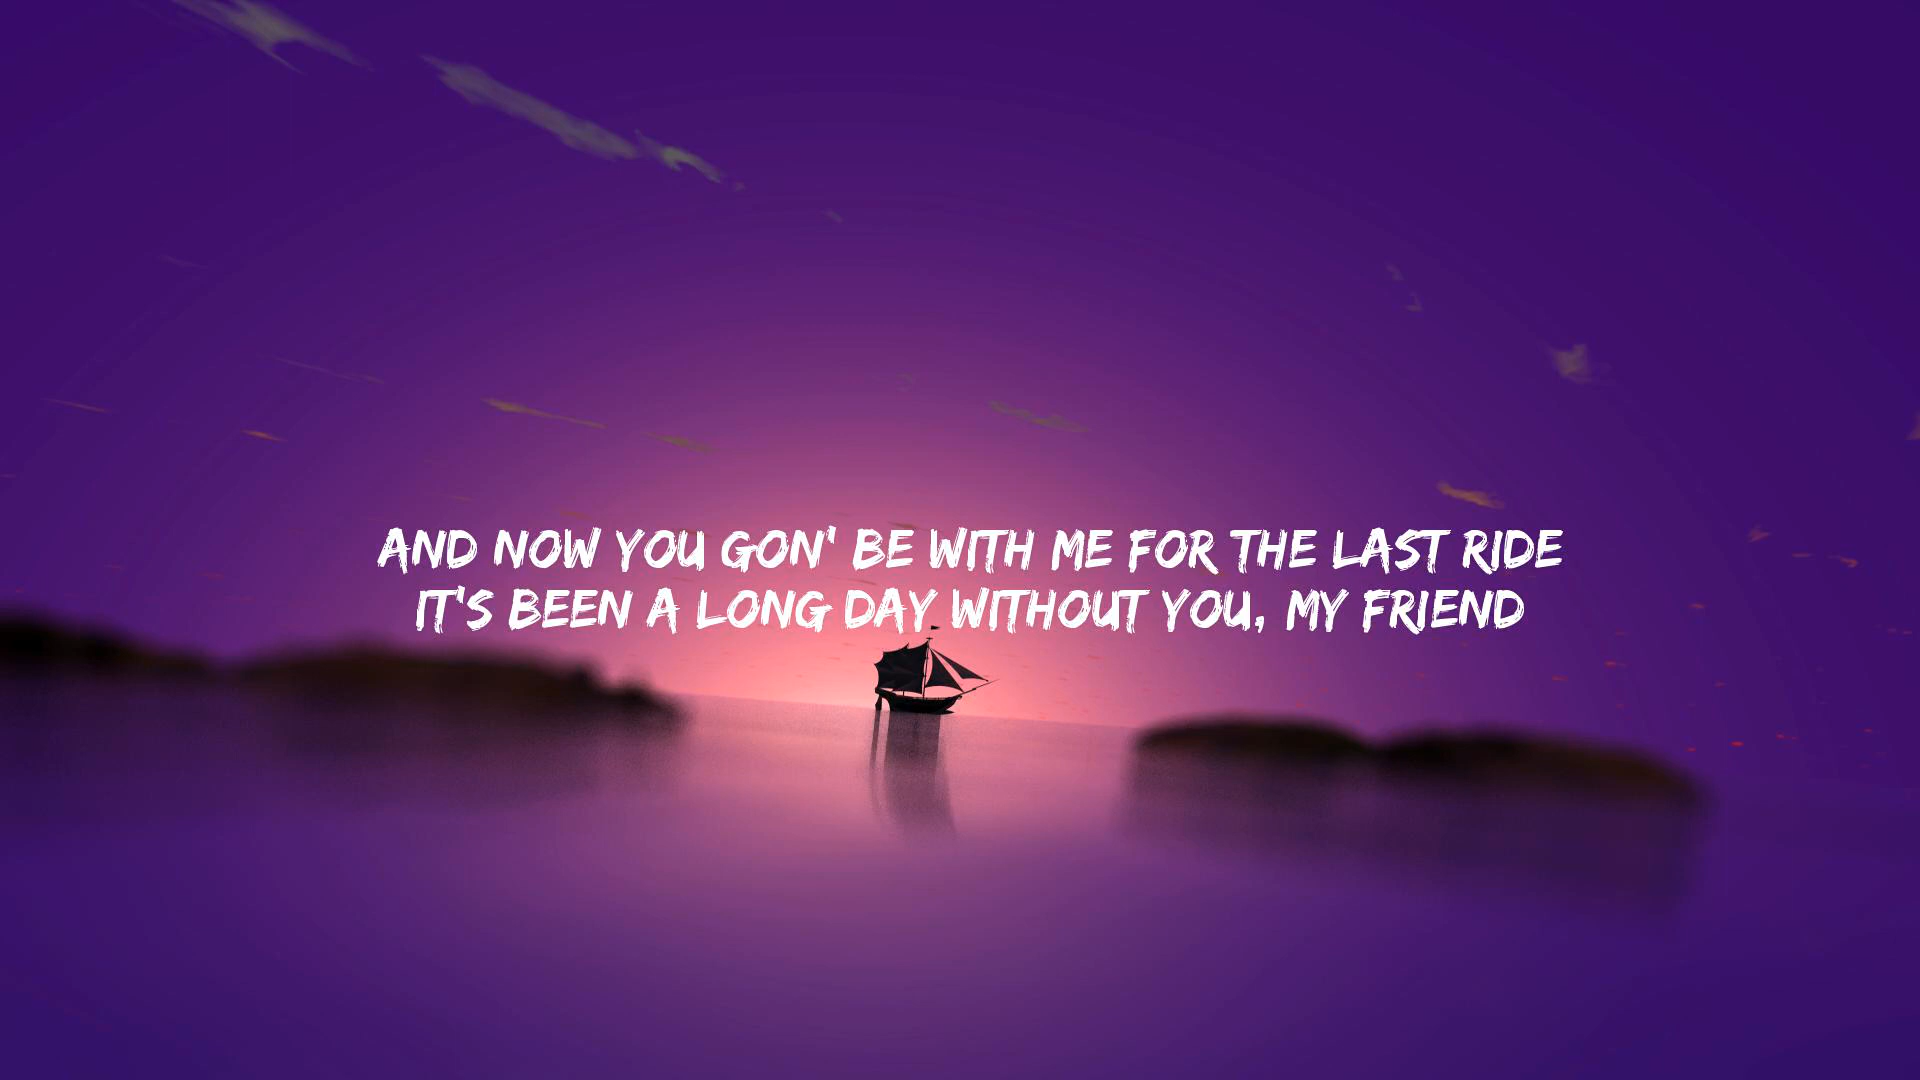 AND NOW YOU GON' BE WITH ME FOR THE LAST RIDE
IT'S BEEN A LONG DAY WITHOUT YOU, MY FRIEND